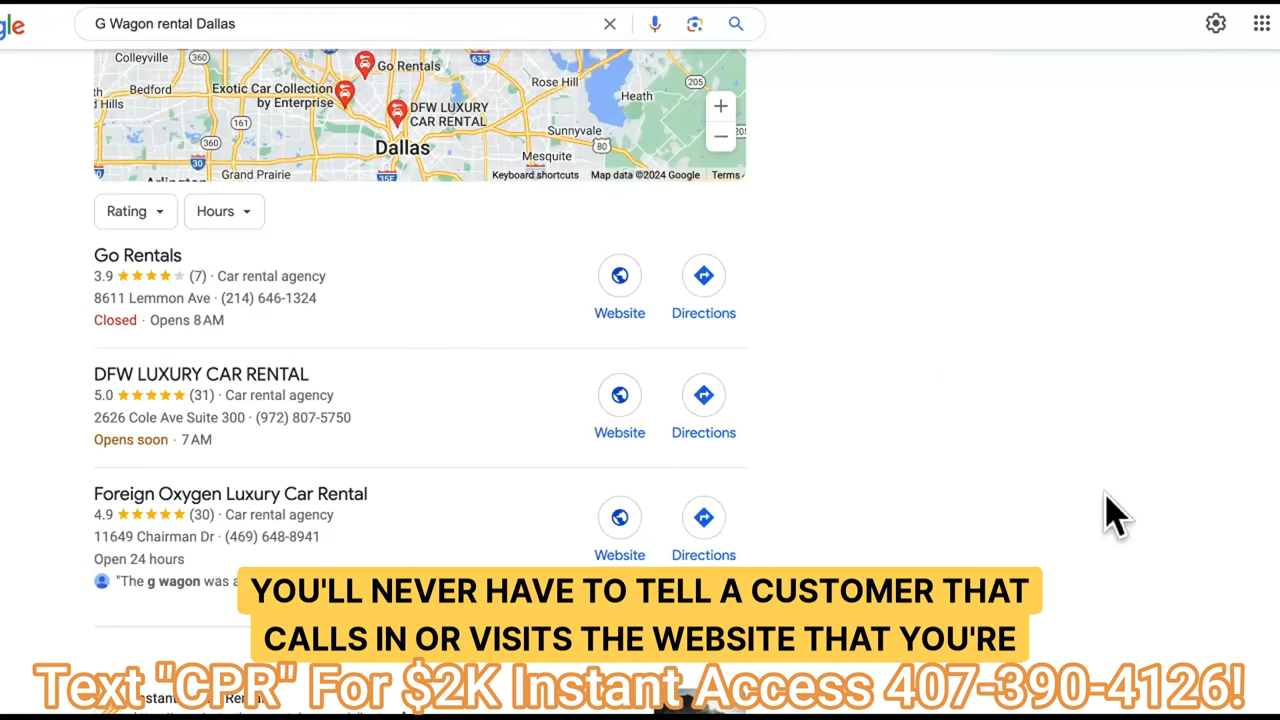 gle
G Wagon rental Dallas
Colleyville
360
Go Rentals
635
Rose Hill
205
Bedford
Exotic Car Collection
by Enterprise
Heath
th
d Hills
DFW LUXURY
CAR RENTAL
161
Sunnyvale
80
360
Dallas
Mesquite
30
Grand Prairie
35E
Keyboard shortcuts
Map data ©2024 Google
Terms
Rating
Hours
Go Rentals
3.9 (7) · Car rental agency
8611 Lemmon Ave · (214) 646-1324
Closed · Opens 8 AM
Website
Directions
DFW LUXURY CAR RENTAL
5.0 (31) · Car rental agency
2626 Cole Ave Suite 300 · (972) 807-5750
Opens soon · 7 AM
Website
Directions
Foreign Oxygen Luxury Car Rental
4.9 (30) · Car rental agency
11649 Chairman Dr · (469) 648-8941
Open 24 hours
Website
Directions
"The g wagon was a
YOU'LL NEVER HAVE TO TELL A CUSTOMER THAT
CALLS IN OR VISITS THE WEBSITE THAT YOU'RE
Text "CPR" For $2K Instant Access 407-390-4126!